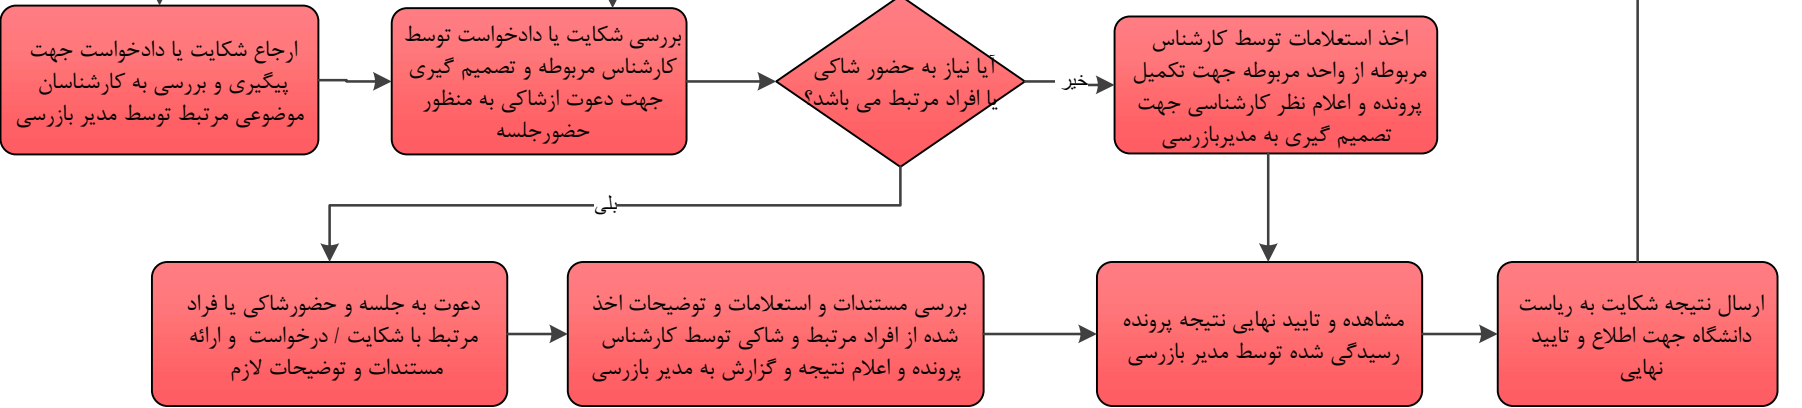 ارجاع شکایت یا دادخواست جهت
پیگیری و بررسی به کارشناسان
موضوعی مرتبط توسط مدیر بازرسی
بررسی شکایت یا دادخواست توسط
کارشناس مربوطه و تصمیم گیری
جهت دعوت ازشاکی به منظور
حضورجلسه
آیا نیاز به حضور شاکی
یا افراد مرتبط می باشد؟
خیر
اخذ استعلامات توسط کارشناس
مربوطه از واحد مربوطه جهت تکمیل
پرونده و اعلام نظر کارشناسی جهت
تصمیم گیری به مدیربازرسی
بلی
دعوت به جلسه و حضورشاکی یا فراد
مرتبط با شکایت / درخواست و ارائه
مستندات و توضیحات لازم
بررسی مستندات و استعلامات و توضیحات اخذ
شده از افراد مرتبط و شاکی توسط کارشناس
پرونده و اعلام نتیجه و گزارش به مدیر بازرسی
مشاهده و تایید نهایی نتیجه پرونده
رسیدگی شده توسط مدیر بازرسی
ارسال نتیجه شکایت به ریاست
دانشگاه جهت اطلاع و تایید
نهایی